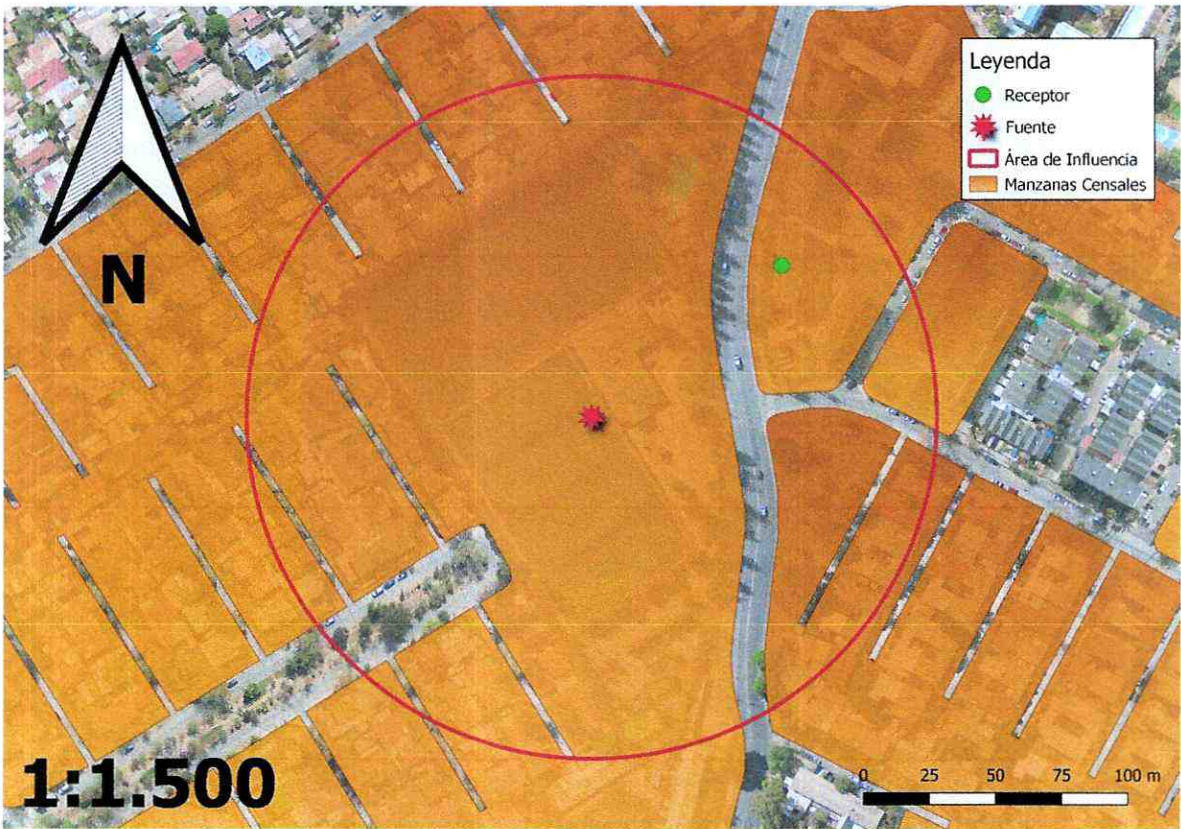 Leyenda
Receptor
Fuente
Área de Influencia
Manzanas Censales
N
1:1.500
0 25 50 75 100 m